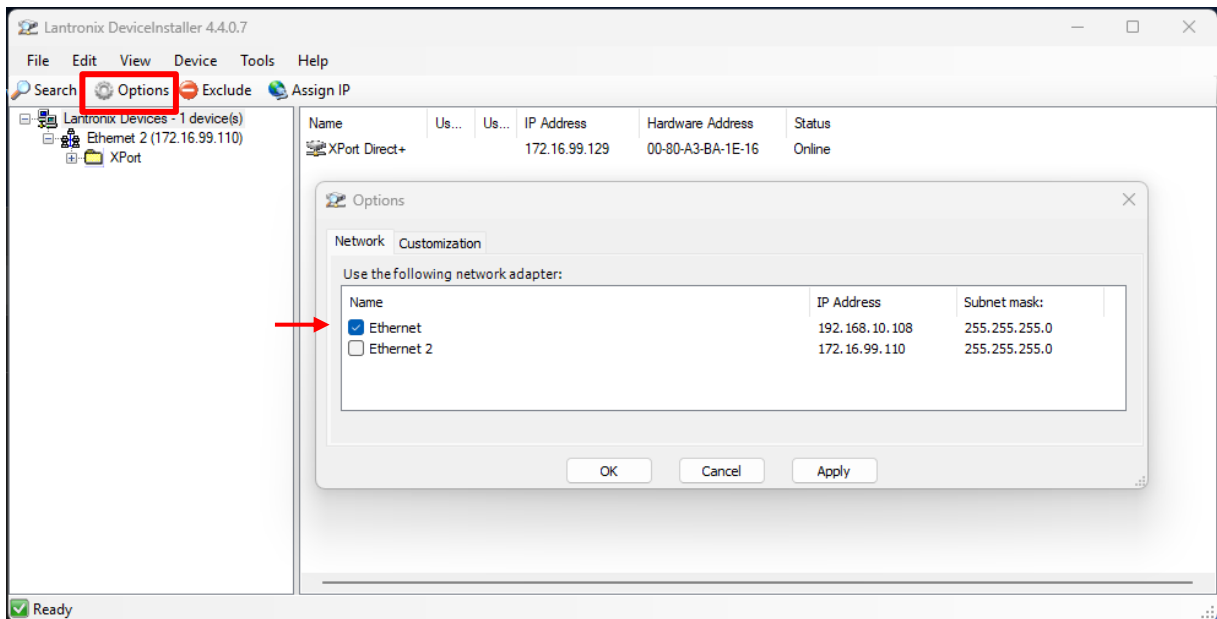 Lantronix DeviceInstaller 4.4.0.7
File Edit View Device Tools Help
Search Options Exclude Assign IP
Lantronix Devices - 1 device(s)
Ethernet 2 (172.16.99.110)
XPort
Name Us... Us... IP Address Hardware Address Status
XPort Direct+ 172.16.99.129 00-80-A3-BA-1E-16 Online
Options
Network Customization
Use the following network adapter:
Name IP Address Subnet mask:
Ethernet 192.168.10.108 255.255.255.0
Ethernet 2 172.16.99.110 255.255.255.0
OK Cancel Apply
Ready